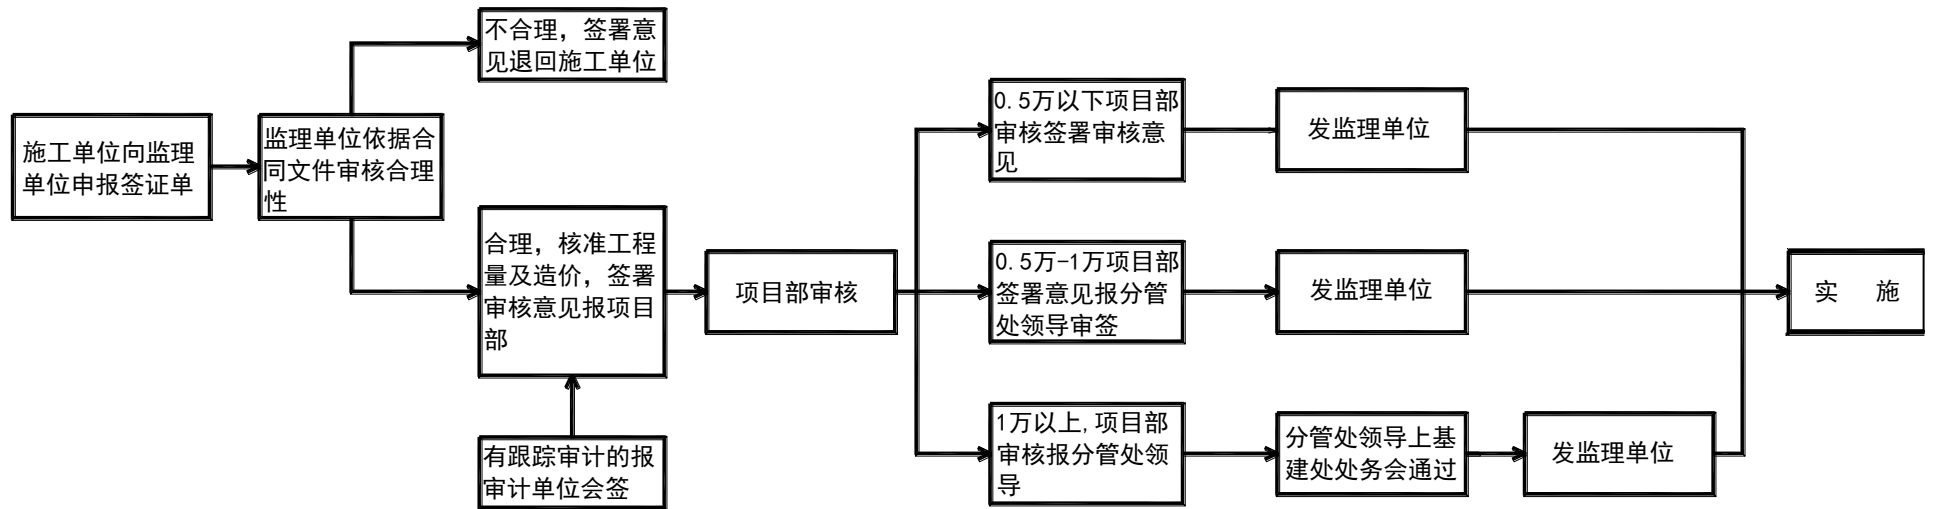 施工单位向监理
单位申报签证单
监理单位依据合
同文件审核合理
性
不合理，签署意
见退回施工单位
合理，核准工程
量及造价，签署
审核意见报项目
部
有跟踪审计的报
审计单位会签
项目部审核
0.5万以下项目部
审核签署审核意
见
发监理单位
0.5万-1万项目部
签署意见报分管
处领导审签
发监理单位
1万以上,项目部
审核报分管处领
导
分管处领导上基
建处处务会通过
发监理单位
实 施